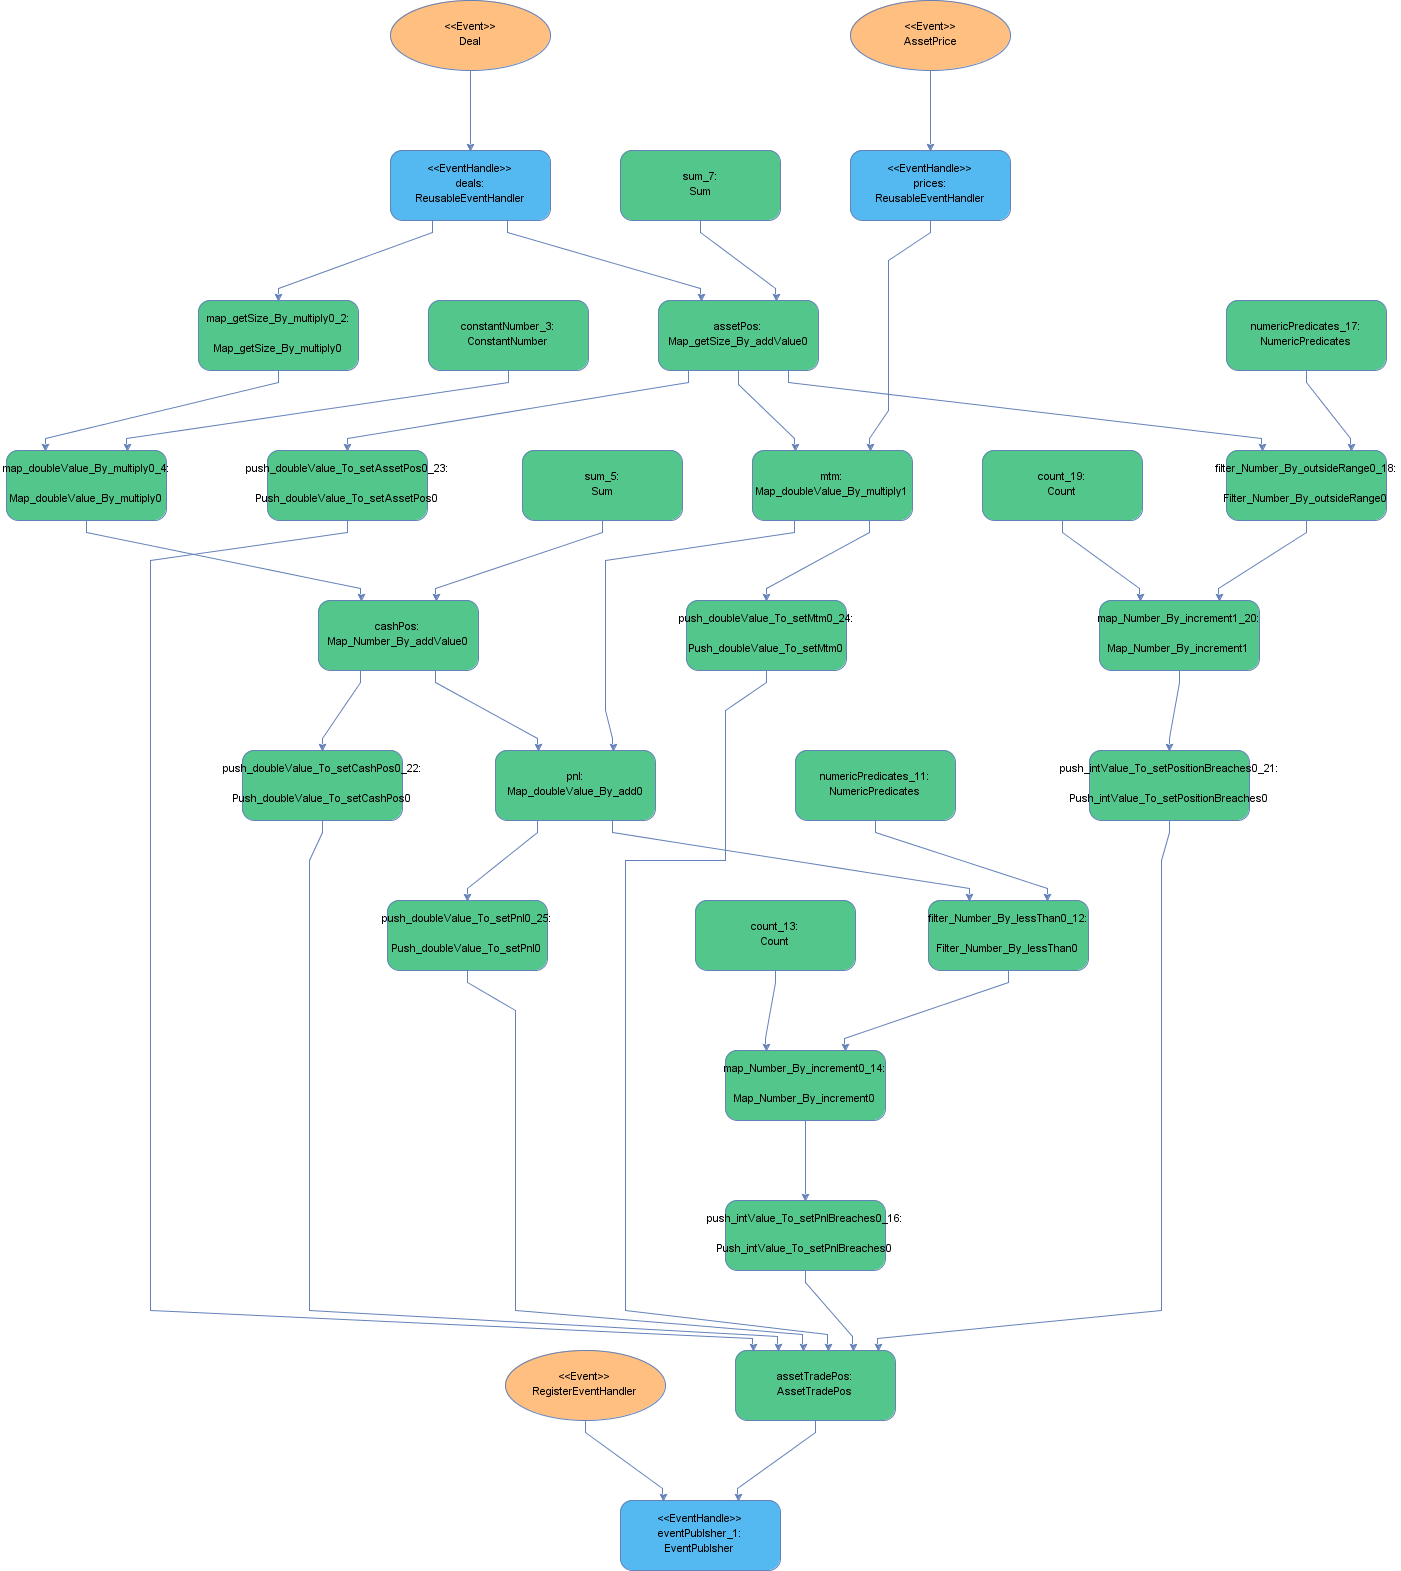 <<Event>>
Deal
<<Event>>
AssetPrice
<<EventHandle>>
deals:
ReusableEventHandler
sum_7:
Sum
<<EventHandle>>
prices:
ReusableEventHandler
map_getSize_By_multiply0_2:
Map_getSize_By_multiply0
constantNumber_3:
ConstantNumber
assetPos:
Map_getSize_By_addValue0
numericPredicates_17:
NumericPredicates
map_doubleValue_By_multiply0_4:
Map_doubleValue_By_multiply0
push_doubleValue_To_setAssetPos0_23:
Push_doubleValue_To_setAssetPos0
sum_5:
Sum
mtm:
Map_doubleValue_By_multiply1
count_19:
Count
filter_Number_By_outsideRange0_18:
Filter_Number_By_outsideRange0
cashPos:
Map_Number_By_addValue0
push_doubleValue_To_setMtm0_24:
Push_doubleValue_To_setMtm0
map_Number_By_increment1_20:
Map_Number_By_increment1
push_doubleValue_To_setCashPos0_22:
Push_doubleValue_To_setCashPos0
pnl:
Map_doubleValue_By_add0
numericPredicates_11:
NumericPredicates
push_intValue_To_setPositionBreaches0_21:
Push_intValue_To_setPositionBreaches0
push_doubleValue_To_setPnl0_25:
Push_doubleValue_To_setPnl0
count_13:
Count
filter_Number_By_lessThan0_12:
Filter_Number_By_lessThan0
map_Number_By_increment0_14:
Map_Number_By_increment0
push_intValue_To_setPnlBreaches0_16:
Push_intValue_To_setPnlBreaches0
<<Event>>
RegisterEventHandler
assetTradePos:
AssetTradePos
<<EventHandle>>
eventPublsher_1:
EventPublsher